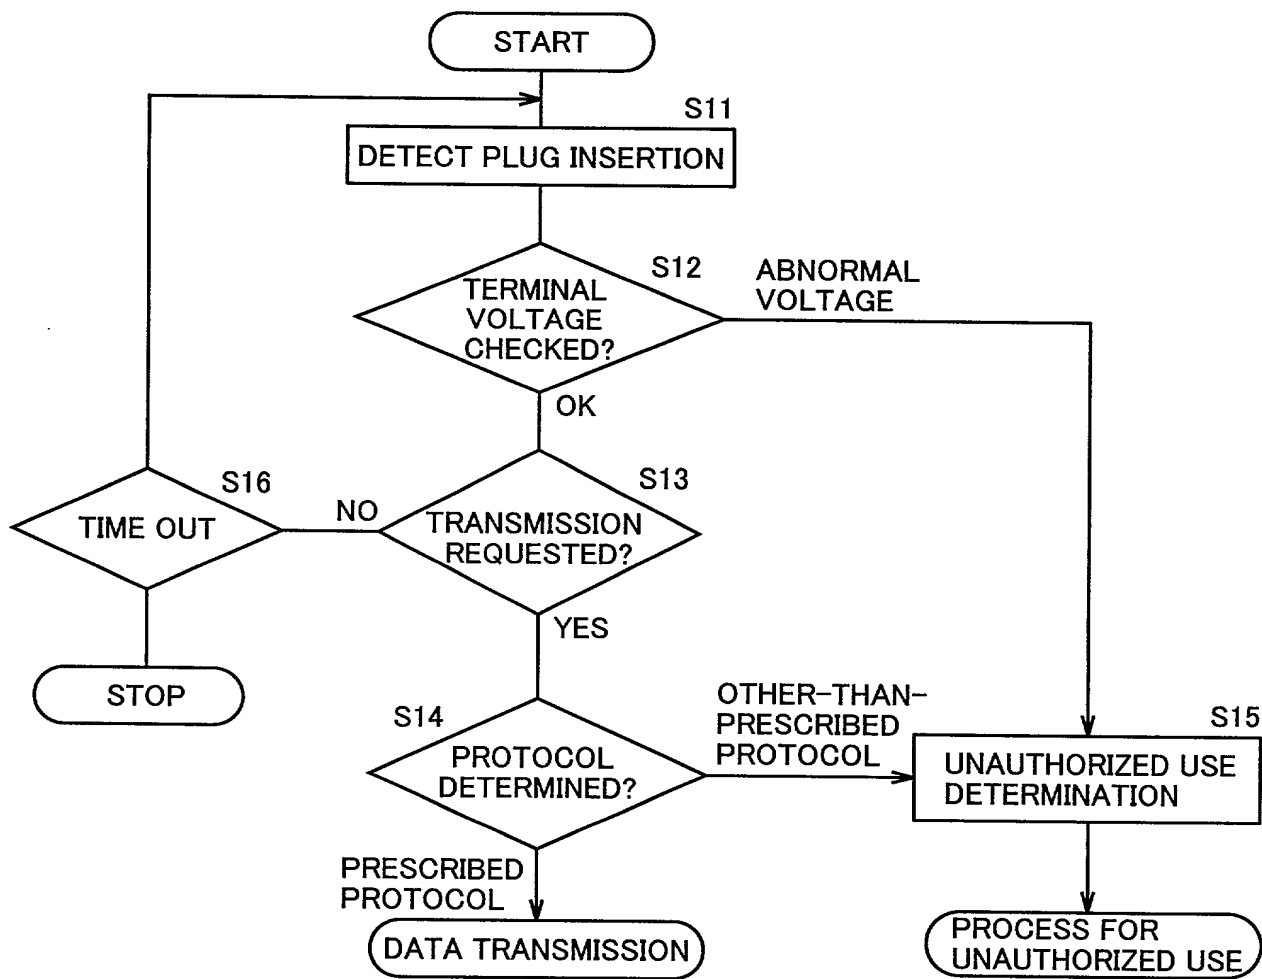 START
S11
DETECT PLUG INSERTION
S12
TERMINAL
VOLTAGE
CHECKED?
ABNORMAL
VOLTAGE
OK
S16
TIME OUT
NO
S13
TRANSMISSION
REQUESTED?
YES
STOP
S14
PROTOCOL
DETERMINED?
OTHER-THAN-
PRESCRIBED
PROTOCOL
S15
UNAUTHORIZED USE
DETERMINATION
PRESCRIBED
PROTOCOL
DATA TRANSMISSION
PROCESS FOR
UNAUTHORIZED USE